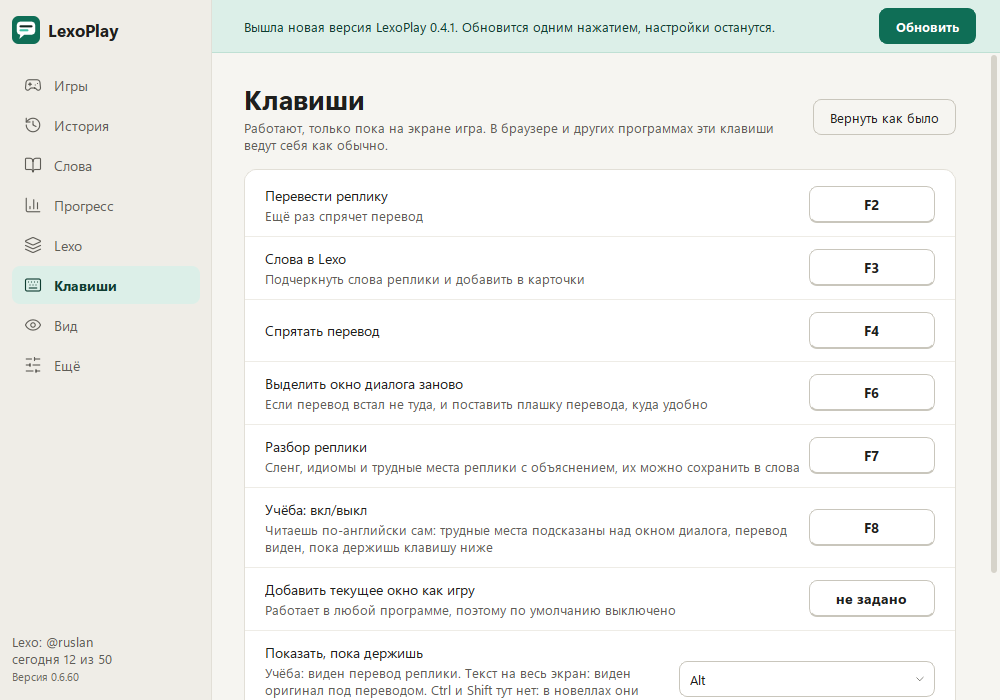 LexoPlay
Игры
История
Слова
Прогресс
Lexo
Клавиши
Вид
Ещё
Lexo: @ruslan
сегодня 12 из 50
Версия 0.6.60
Вышла новая версия LexoPlay 0.4.1. Обновится одним нажатием, настройки останутся.
Обновить
Клавиши
Работают, только пока на экране игра. В браузере и других программах эти клавиши
ведут себя как обычно.
Вернуть как было
Перевести реплику
Ещё раз спрячет перевод
F2
Слова в Lexo
Подчеркнуть слова реплики и добавить в карточки
F3
Спрятать перевод
F4
Выделить окно диалога заново
Если перевод встал не туда, и поставить плашку перевода, куда удобно
F6
Разбор реплики
Сленг, идиомы и трудные места реплики с объяснением, их можно сохранить в слова
F7
Учёба: вкл/выкл
Читаешь по-английски сам: трудные места подсказаны над окном диалога, перевод
виден, пока держишь клавишу ниже
F8
Добавить текущее окно как игру
Работает в любой программе, поэтому по умолчанию выключено
не задано
Показать, пока держишь
Учёба: виден перевод реплики. Текст на весь экран: виден
оригинал под переводом. Ctrl и Shift тут нет: в новеллах они
Alt